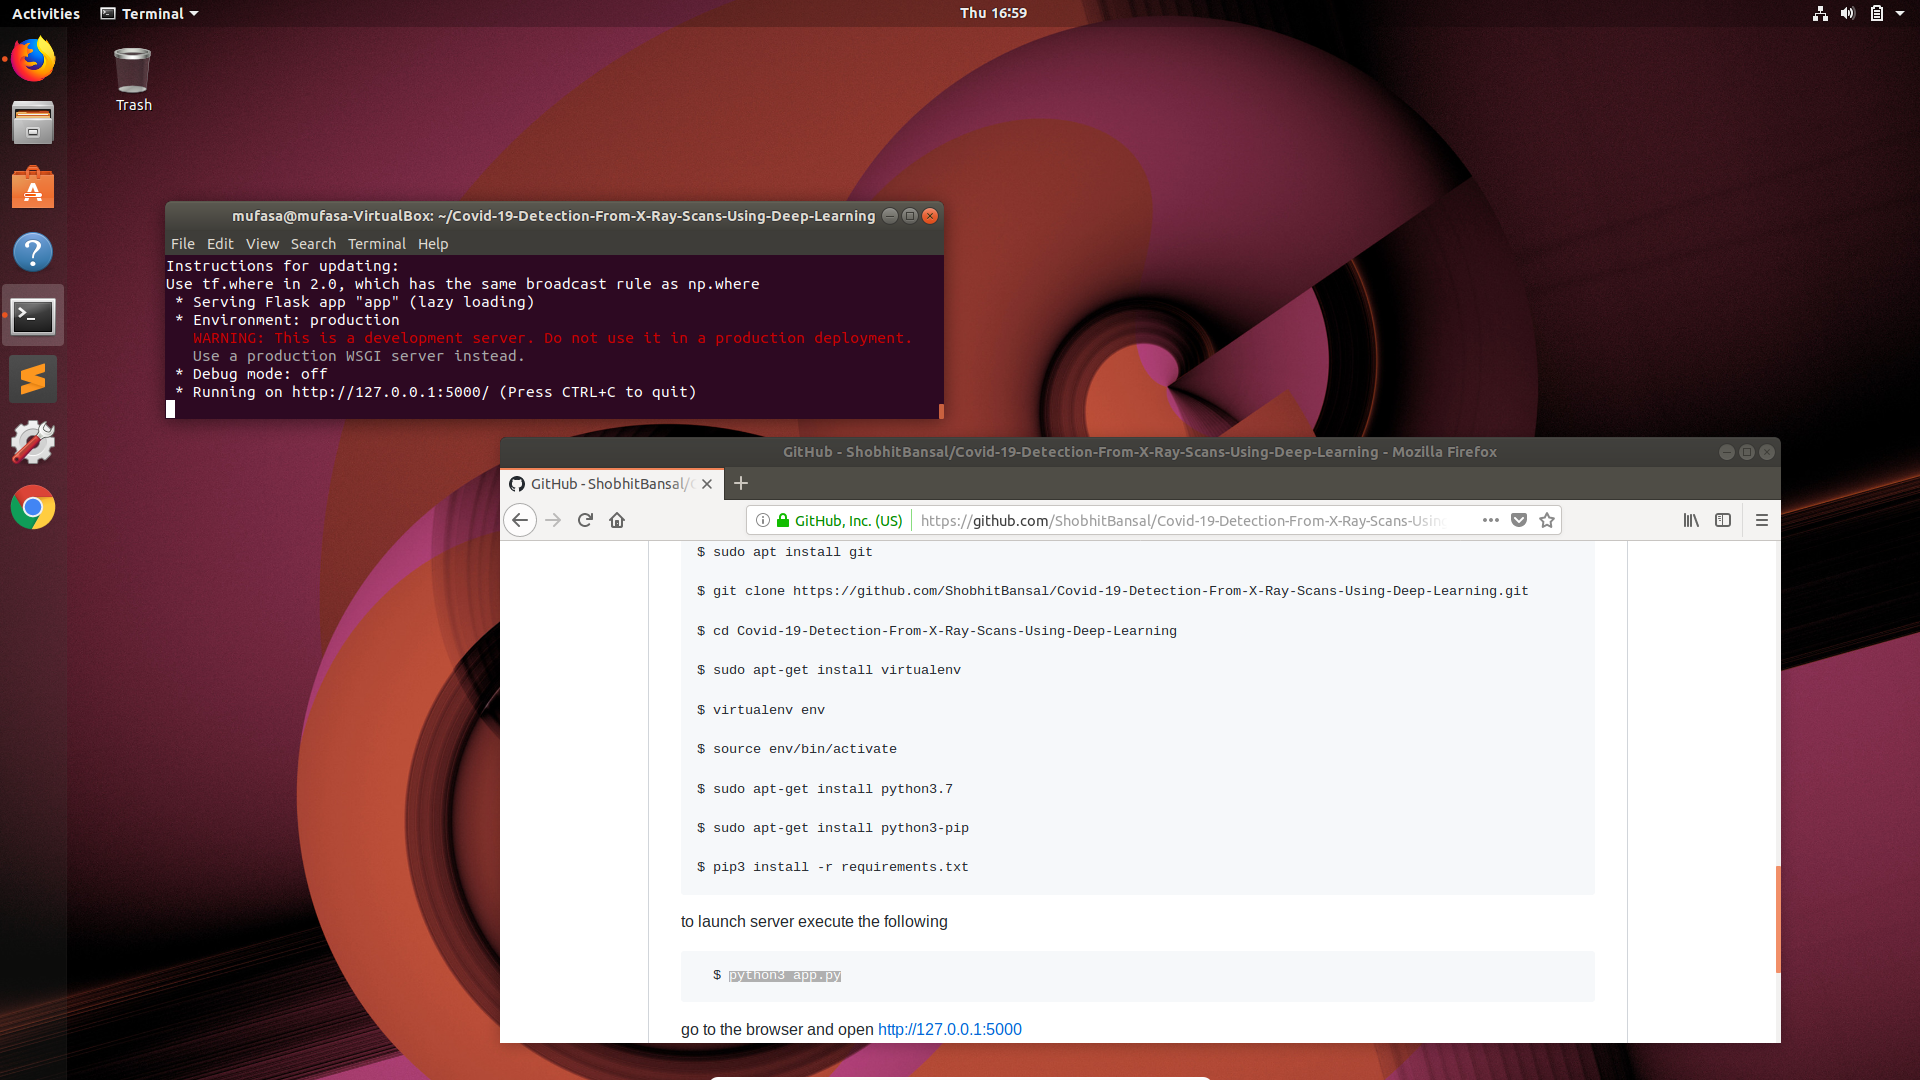 Activities
Terminal
Thu 16:59
Trash
mufasa@mufasa-VirtualBox: ~/Covid-19-Detection-From-X-Ray-Scans-Using-Deep-Learning
File Edit View Search Terminal Help
Instructions for updating:
Use tf.where in 2.0, which has the same broadcast rule as np.where
* Serving Flask app "app" (lazy loading)
* Environment: production
WARNING: This is a development server. Do not use it in a production deployment.
Use a production WSGI server instead.
* Debug mode: off
* Running on http://127.0.0.1:5000/ (Press CTRL+C to quit)
GitHub - ShobhitBansal/Covid-19-Detection-From-X-Ray-Scans-Using-Deep-Learning - Mozilla Firefox
GitHub - ShobhitBansal/
GitHub, Inc. (US)
https://github.com/ShobhitBansal/Covid-19-Detection-From-X-Ray-Scans-Using
$ sudo apt install git
$ git clone https://github.com/ShobhitBansal/Covid-19-Detection-From-X-Ray-Scans-Using-Deep-Learning.git
$ cd Covid-19-Detection-From-X-Ray-Scans-Using-Deep-Learning
$ sudo apt-get install virtualenv
$ virtualenv env
$ source env/bin/activate
$ sudo apt-get install python3.7
$ sudo apt-get install python3-pip
$ pip3 install -r requirements.txt
to launch server execute the following
$ python3 app.py
go to the browser and open http://127.0.0.1:5000